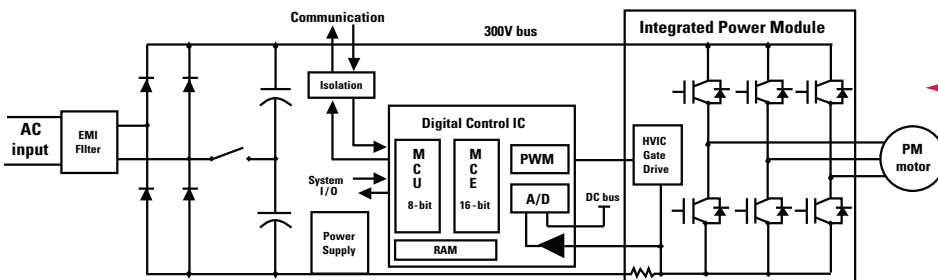 Communication
300V bus
Integrated Power Module
AC
input
EMI
FIlter
Isolation
Digital Control IC
M
C
U
8-bit
M
C
E
16-bit
PWM
A/D
RAM
System
I/O
Power
Supply
DC bus
HVIC
Gate
Drive
PM
motor